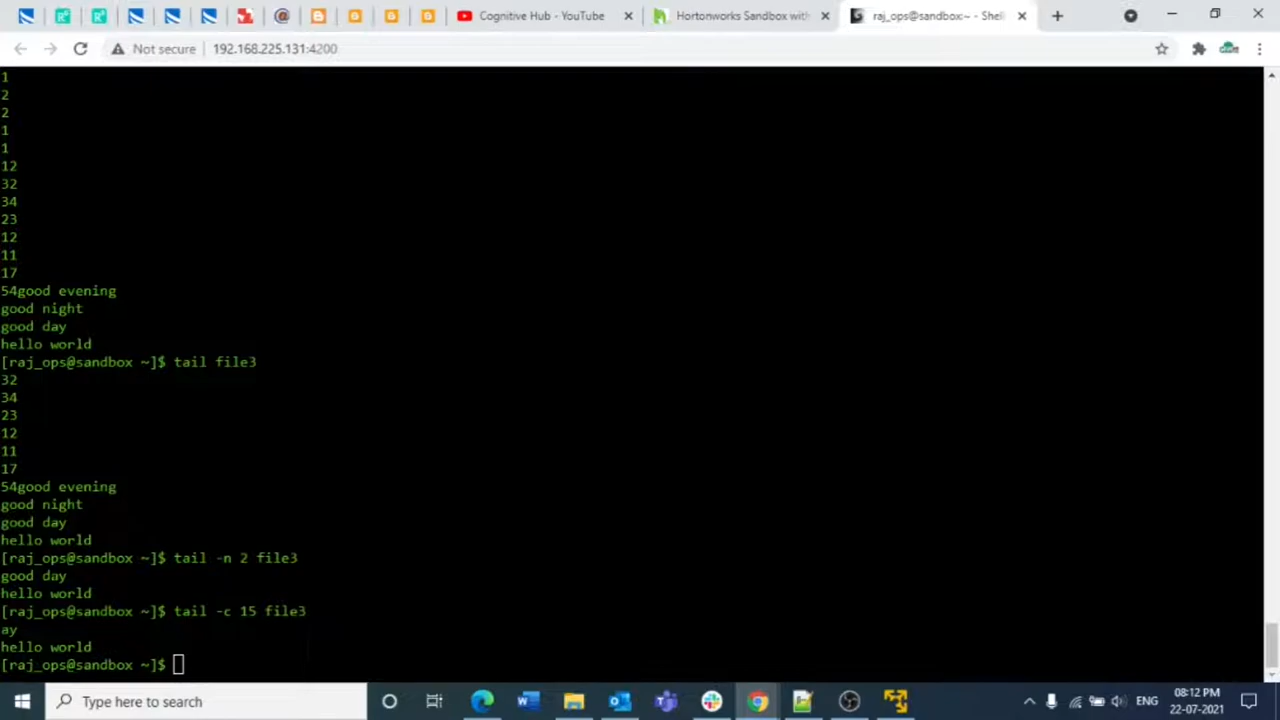 Cognitive Hub - YouTube
Hortonworks Sandbox with
raj_ops@sandbox:~ - Shell
Not secure
192.168.225.131:4200
1
2
2
1
1
12
32
34
23
12
11
17
54good evening
good night
good day
hello world
[raj_ops@sandbox ~]$ tail file3
32
34
23
12
11
17
54good evening
good night
good day
hello world
[raj_ops@sandbox ~]$ tail -n 2 file3
good day
hello world
[raj_ops@sandbox ~]$ tail -c 15 file3
ay
hello world
[raj_ops@sandbox ~]$
Type here to search
ENG
08:12 PM
22-07-2021